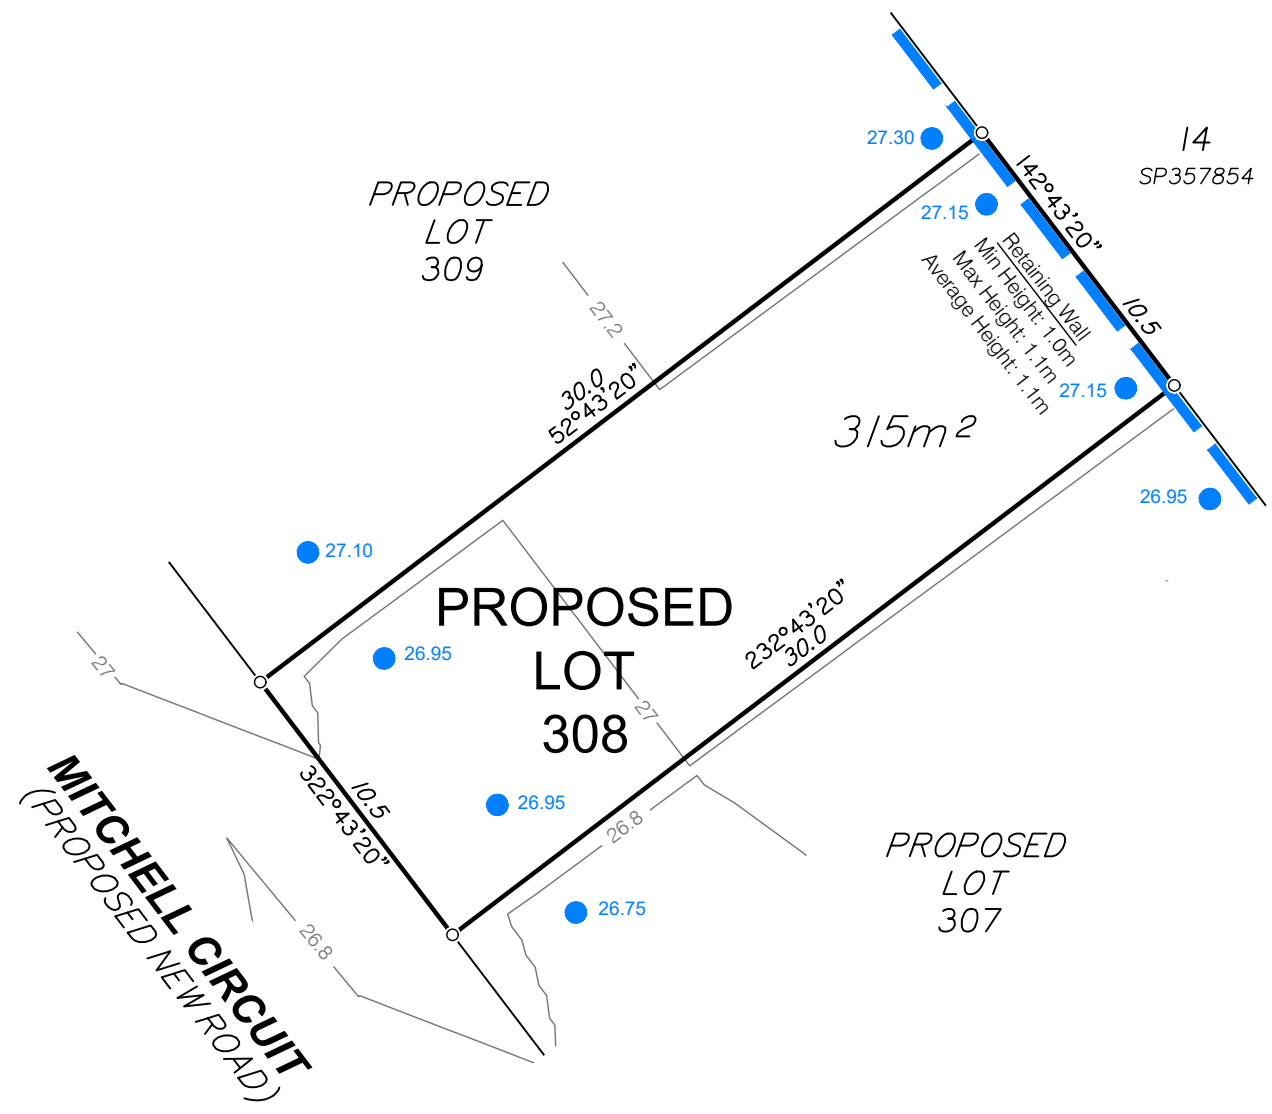 27.30
14
SP357854
142°43'20"
PROPOSED
LOT
309
27.15
Retaining Wall
Min Height: 1.0m
Max Height: 1.1m
Average Height: 1.1m
27.2
10.5
30.0
52°43'20"
27.15
315m²
26.95
27.10
PROPOSED
LOT
308
232°43'20"
30.0
26.95
27
27
10.5
322°43'20"
26.95
26.8
MITCHELL CIRCUIT
(PROPOSED NEW ROAD)
PROPOSED
LOT
307
26.75
26.8